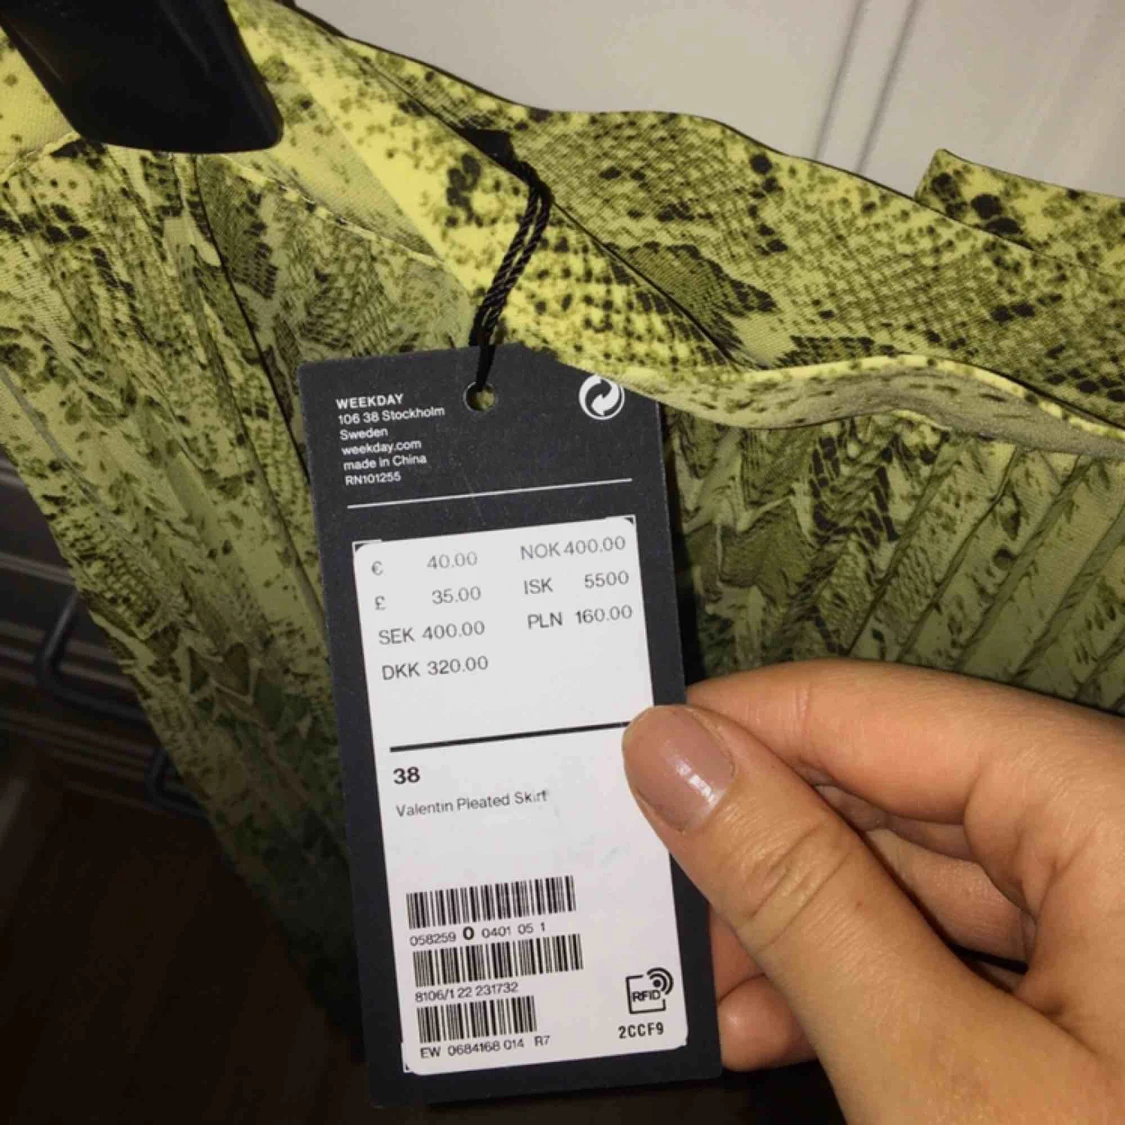 WEEKDAY
106 38 Stockholm
Sweden
weekday.com
made in China
RN101255
€ 40.00 NOK 400.00
£ 35.00 ISK 5500
SEK 400.00 PLN 160.00
DKK 320.00
38
Valentin Pleated Skirt
058259 0 0401 05 1
8106/1 22 231732
EW 0684168 014 R7
RFID
2CCF9